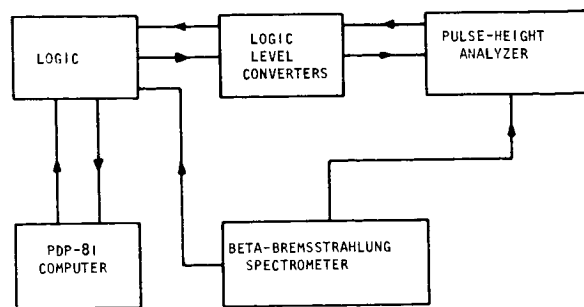 LOGIC
LOGIC
LEVEL
CONVERTERS
PULSE-HEIGHT
ANALYZER
PDP-8I
COMPUTER
BETA-BREMSSTRAHLUNG
SPECTROMETER